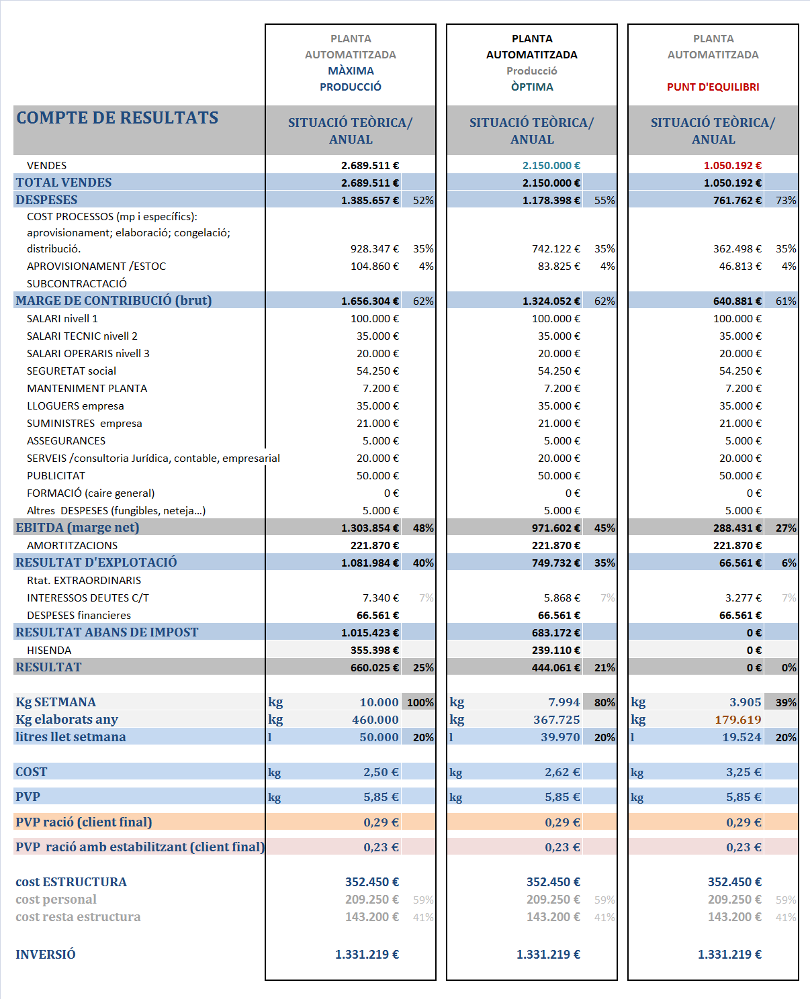 PLANTA PLANTA PLANTA
AUTOMATITZADA AUTOMATITZADA AUTOMATITZADA
MÀXIMA Producció
PRODUCCIÓ ÒPTIMA PUNT D'EQUILIBRI
COMPTE DE RESULTATS SITUACIÓ TEÒRICA/ SITUACIÓ TEÒRICA/ SITUACIÓ TEÒRICA/
ANUAL ANUAL ANUAL
VENDES 2.689.511 € 2.150.000 € 1.050.192 €
TOTAL VENDES 2.689.511 € 2.150.000 € 1.050.192 €
DESPESES 1.385.657 € 52% 1.178.398 € 55% 761.762 € 73%
COST PROCESSOS (mp i específics):
aprovisionament; elaboració; congelació;
distribució. 928.347 € 35% 742.122 € 35% 362.498 € 35%
APROVISIONAMENT /ESTOC 104.860 € 4% 83.825 € 4% 46.813 € 4%
SUBCONTRACTACIÓ
MARGE DE CONTRIBUCIÓ (brut) 1.656.304 € 62% 1.324.052 € 62% 640.881 € 61%
SALARI nivell 1 100.000 € 100.000 € 100.000 €
SALARI TECNIC nivell 2 35.000 € 35.000 € 35.000 €
SALARI OPERARIS nivell 3 20.000 € 20.000 € 20.000 €
SEGURETAT social 54.250 € 54.250 € 54.250 €
MANTENIMENT PLANTA 7.200 € 7.200 € 7.200 €
LLOGUERS empresa 35.000 € 35.000 € 35.000 €
SUMINISTRES empresa 21.000 € 21.000 € 21.000 €
ASSEGURANCES 5.000 € 5.000 € 5.000 €
SERVEIS /consultoria Jurídica, contable, empresarial 20.000 € 20.000 € 20.000 €
PUBLICITAT 50.000 € 50.000 € 50.000 €
FORMACIÓ (caire general) 0 € 0 € 0 €
Altres DESPESES (fungibles, neteja...) 5.000 € 5.000 € 5.000 €
EBITDA (marge net) 1.303.854 € 48% 971.602 € 45% 288.431 € 27%
AMORTITZACIONS 221.870 € 221.870 € 221.870 €
RESULTAT D'EXPLOTACIÓ 1.081.984 € 40% 749.732 € 35% 66.561 € 6%
Rtat. EXTRAORDINARIS
INTERESSOS DEUTES C/T 7.340 € 7% 5.868 € 7% 3.277 € 7%
DESPESES financieres 66.561 € 66.561 € 66.561 €
RESULTAT ABANS DE IMPOST 1.015.423 € 683.172 € 0 €
HISENDA 355.398 € 239.110 € 0 €
RESULTAT 660.025 € 25% 444.061 € 21% 0 € 0%
Kg SETMANA kg 10.000 100% kg 7.994 80% kg 3.905 39%
Kg elaborats any kg 460.000 kg 367.725 kg 179.619
litres llet setmana l 50.000 20% l 39.970 20% l 19.524 20%
COST kg 2,50 € kg 2,62 € kg 3,25 €
PVP kg 5,85 € kg 5,85 € kg 5,85 €
PVP ració (client final) 0,29 € 0,29 € 0,29 €
PVP ració amb estabilitzant (client final) 0,23 € 0,23 € 0,23 €
cost ESTRUCTURA 352.450 € 352.450 € 352.450 €
cost personal 209.250 € 59% 209.250 € 59% 209.250 € 59%
cost resta estructura 143.200 € 41% 143.200 € 41% 143.200 € 41%
INVERSIÓ 1.331.219 € 1.331.219 € 1.331.219 €